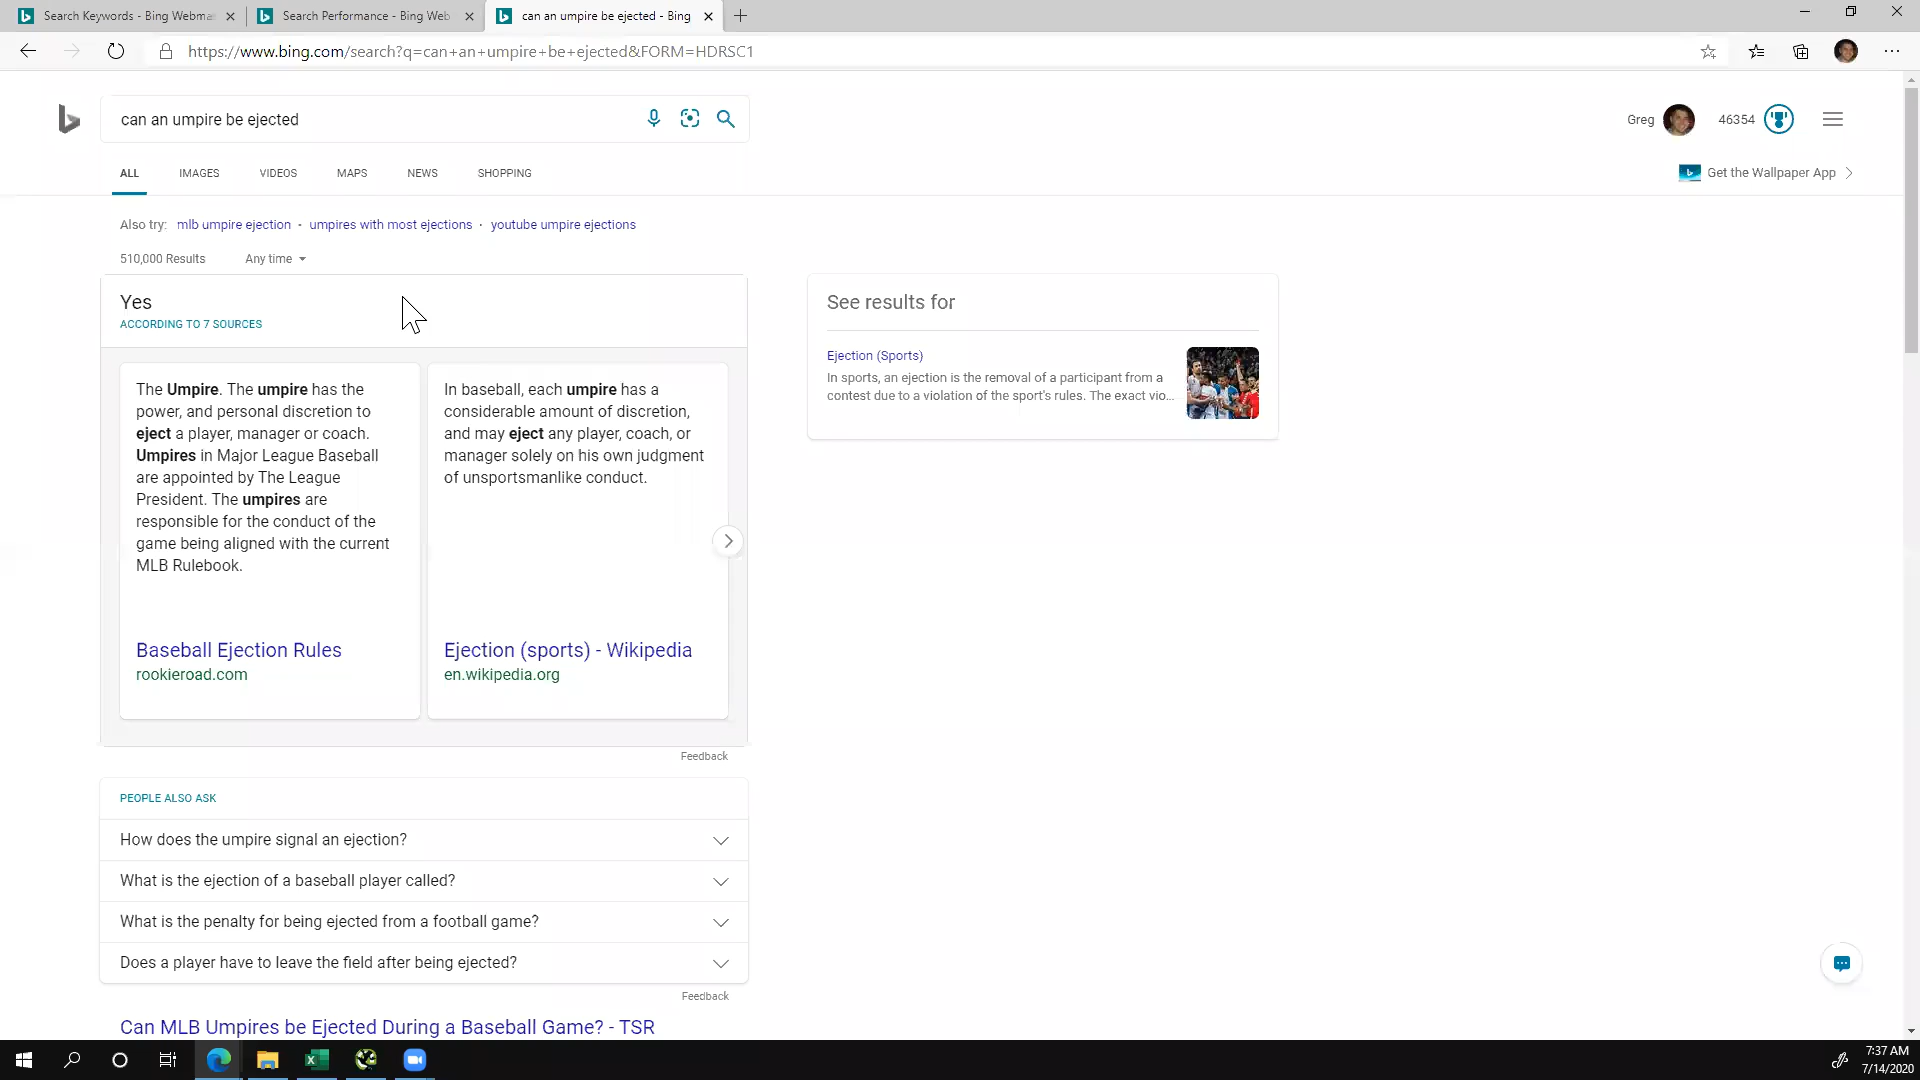 Search Keywords - Bing Webma
Search Performance - Bing Web
can an umpire be ejected - Bing
https://www.bing.com/search?q=can+an+umpire+be+ejected&FORM=HDRSC1
can an umpire be ejected
Greg
46354
ALL
IMAGES
VIDEOS
MAPS
NEWS
SHOPPING
Get the Wallpaper App
Also try: mlb umpire ejection · umpires with most ejections · youtube umpire ejections
510,000 Results
Any time
Yes
ACCORDING TO 7 SOURCES
The Umpire. The umpire has the
power, and personal discretion to
eject a player, manager or coach.
Umpires in Major League Baseball
are appointed by The League
President. The umpires are
responsible for the conduct of the
game being aligned with the current
MLB Rulebook.
Baseball Ejection Rules
rookieroad.com
In baseball, each umpire has a
considerable amount of discretion,
and may eject any player, coach, or
manager solely on his own judgment
of unsportsmanlike conduct.
Ejection (sports) - Wikipedia
en.wikipedia.org
Feedback
See results for
Ejection (Sports)
In sports, an ejection is the removal of a participant from a
contest due to a violation of the sport's rules. The exact vio...
PEOPLE ALSO ASK
How does the umpire signal an ejection?
What is the ejection of a baseball player called?
What is the penalty for being ejected from a football game?
Does a player have to leave the field after being ejected?
Feedback
Can MLB Umpires be Ejected During a Baseball Game? - TSR
7:37 AM
7/14/2020